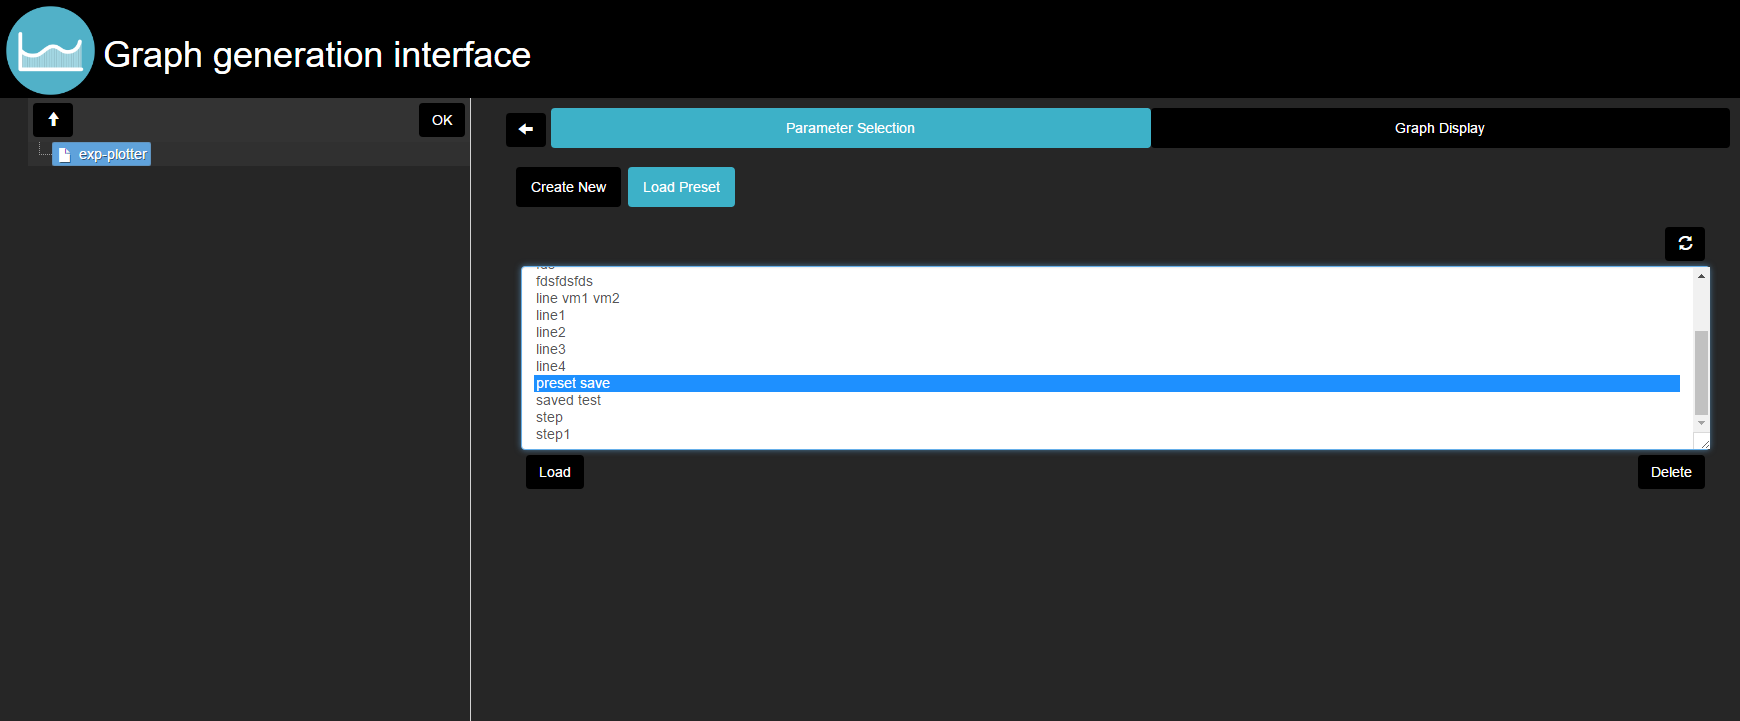 Graph generation interface
OK
exp-plotter
Parameter Selection
Graph Display
Create New
Load Preset
fdsfdsfds
line vm1 vm2
line1
line2
line3
line4
preset save
saved test
step
step1
Load
Delete